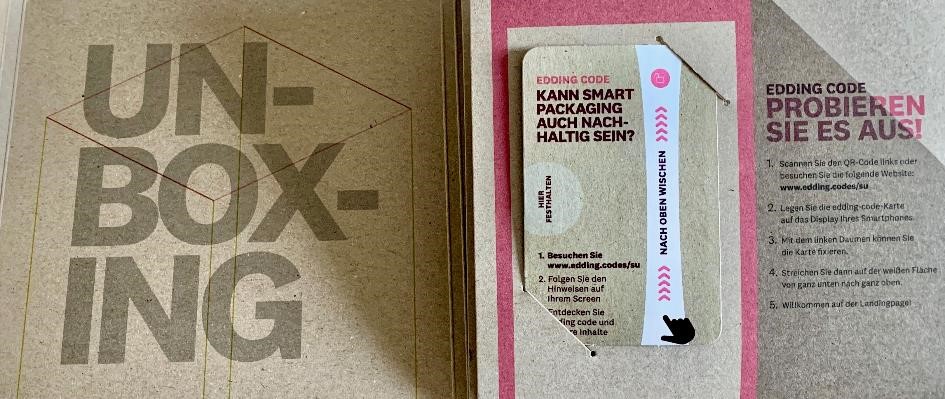 UN-
BOX-
ING
EDDING CODE
KANN SMART
PACKAGING
AUCH NACH-
HALTIG SEIN?
HIER
FESTHALTEN
1. Besuchen Sie
www.edding.codes/su
2. Folgen Sie den
Hinweisen auf
Ihrem Screen
Entdecken Sie
code und
Inhalte
NACH OBEN WISCHEN
EDDING CODE
PROBIEREN
SIE ES AUS!
1. Scannen Sie den QR-Code links oder
besuchen Sie die folgende Website:
www.edding.codes/su
2. Legen Sie die edding-code-Karte
auf das Display Ihres Smartphones.
3. Mit dem linken Daumen können Sie
die Karte fixieren.
4. Streichen Sie dann auf der weißen Fläche
von ganz unten nach ganz oben.
5. Willkommen auf der Landingpage!